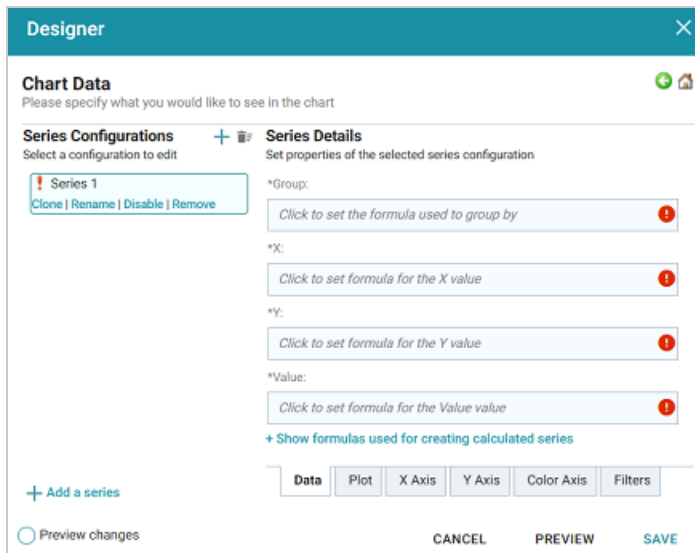 Designer
Chart Data
Please specify what you would like to see in the chart
Series Configurations
Select a configuration to edit
Series 1
Clone | Rename | Disable | Remove
+ Add a series
Series Details
Set properties of the selected series configuration
*Group:
Click to set the formula used to group by
*X:
Click to set formula for the X value
*Y:
Click to set formula for the Y value
*Value:
Click to set formula for the Value value
+ Show formulas used for creating calculated series
Data Plot X Axis Y Axis Color Axis Filters
Preview changes
CANCEL PREVIEW SAVE